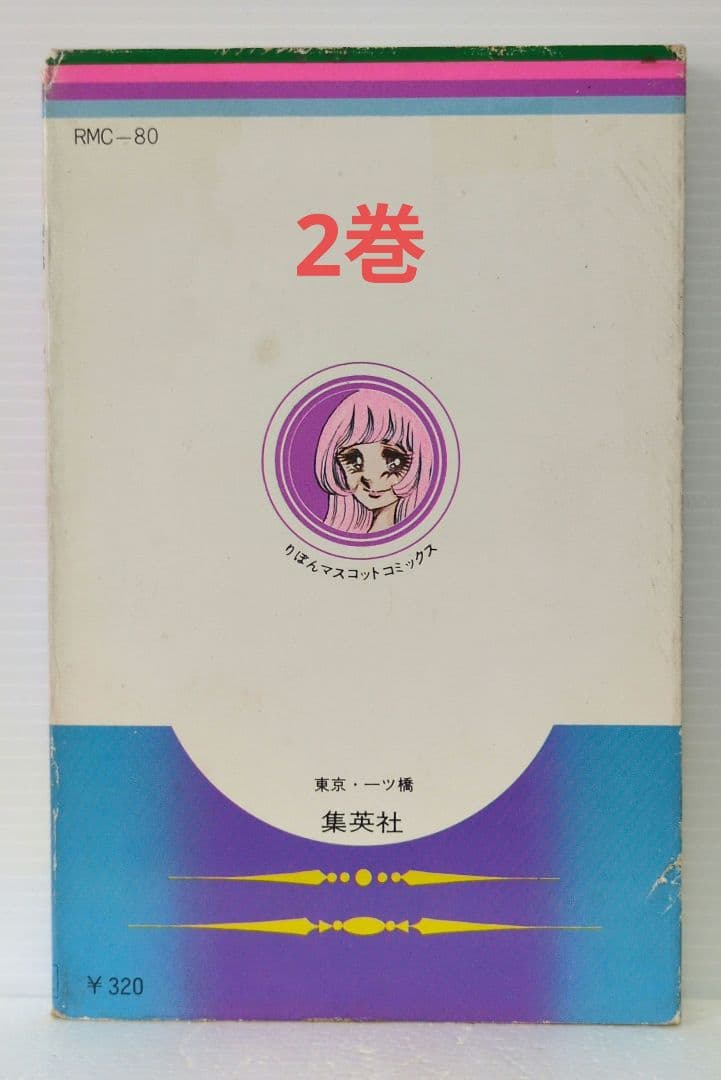 RMC-80
2巻
りぼんマスコットコミックス
東京・一ツ橋
集英社
¥320